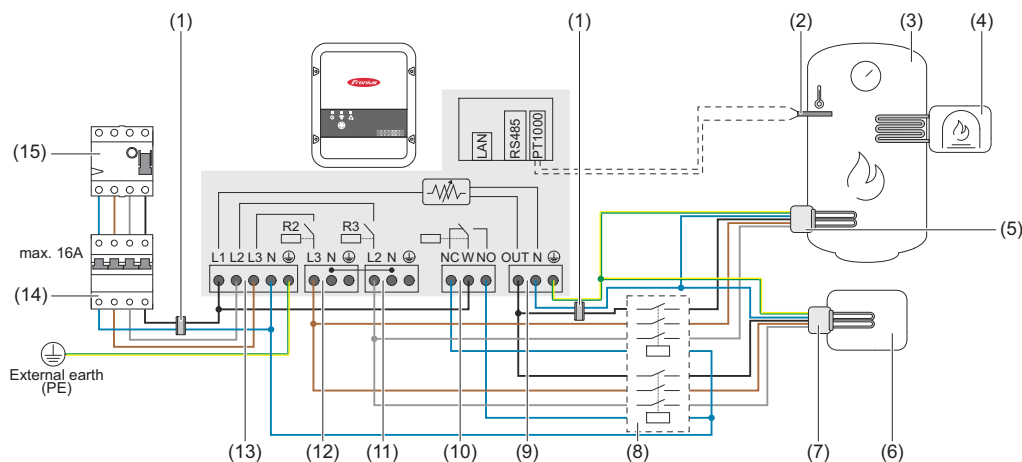 (1)
(1)
(2)
(3)
(4)
Fronius
LAN
RS485
PT1000
(15)
R2
R3
(5)
max. 16A
L1 L2 L3 N
L3 N
L2 N
NC W NO
OUT N
(14)
External earth
(PE)
(13)
(12)
(11)
(10)
(9)
(8)
(7)
(6)